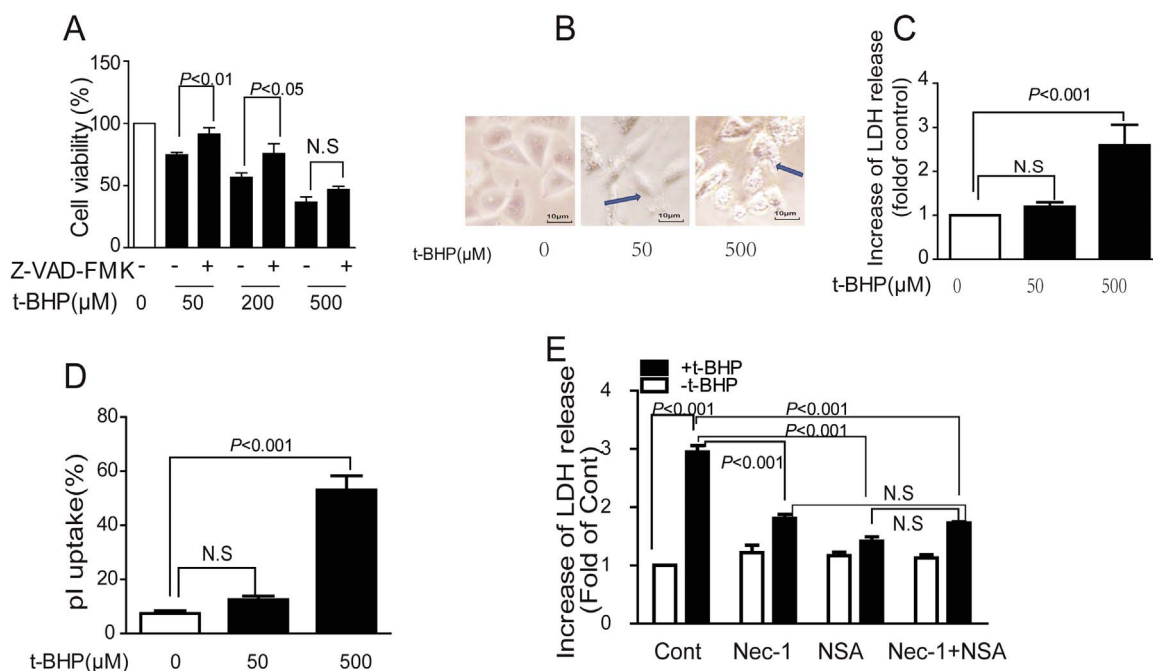 A
Cell viability (%)
150
100
50
0
P<0.01
P<0.05
N.S
Z-VAD-FMK - - + - + - +
t-BHP(μM) 0 50 200 500
B
10μm 10μm 10μm
t-BHP(μM) 0 50 500
C
Increase of LDH release
(foldof control)
4
3
2
1
0
P<0.001
N.S
t-BHP(μM) 0 50 500
D
pI uptake(%)
80
60
40
20
0
P<0.001
N.S
t-BHP(μM) 0 50 500
E
+t-BHP
-t-BHP
Increase of LDH release
(Fold of Cont)
4
3
2
1
0
P<0.001
P<0.001
P<0.001
P<0.001
N.S
N.S
Cont Nec-1 NSA Nec-1+NSA